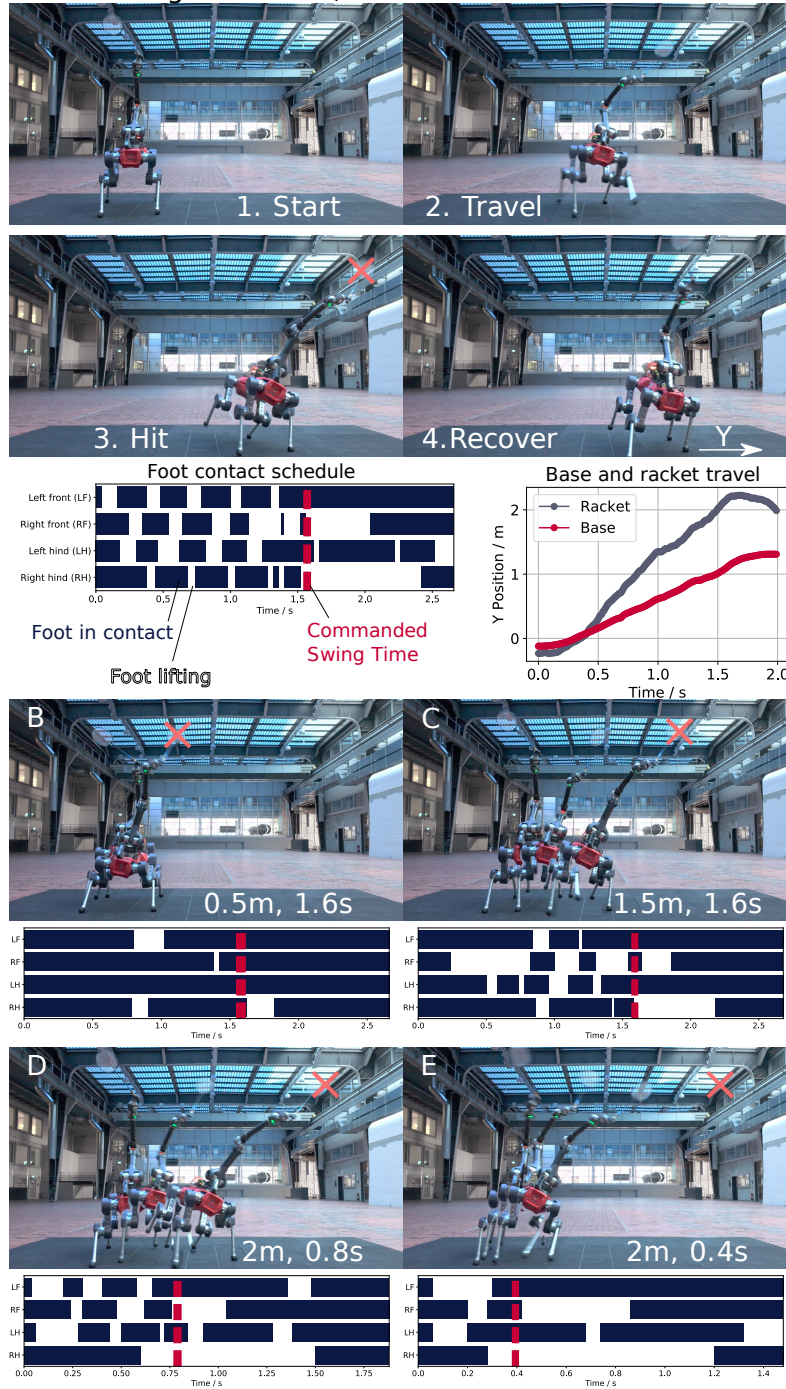 1. Start
2. Travel
3. Hit
4.Recover
Y
Foot contact schedule
Left front (LF)
Right front (RF)
Left hind (LH)
Right hind (RH)
0.0 0.5 1.0 1.5 2.0 2.5
Time / s
Foot in contact
Foot lifting
Commanded
Swing Time
Base and racket travel
Racket
Base
Y Position / m
2
1
0
0.0 0.5 1.0 1.5 2.0
Time / s
B
0.5m, 1.6s
LF
RF
LH
RH
0.0 0.5 1.0 1.5 2.0 2.5
Time / s
C
1.5m, 1.6s
LF
RF
LH
RH
0.0 0.5 1.0 1.5 2.0 2.5
Time / s
D
2m, 0.8s
LF
RF
LH
RH
0.00 0.25 0.50 0.75 1.00 1.25 1.50 1.75
Time / s
E
2m, 0.4s
LF
RF
LH
RH
0.0 0.2 0.4 0.6 0.8 1.0 1.2 1.4
Time / s